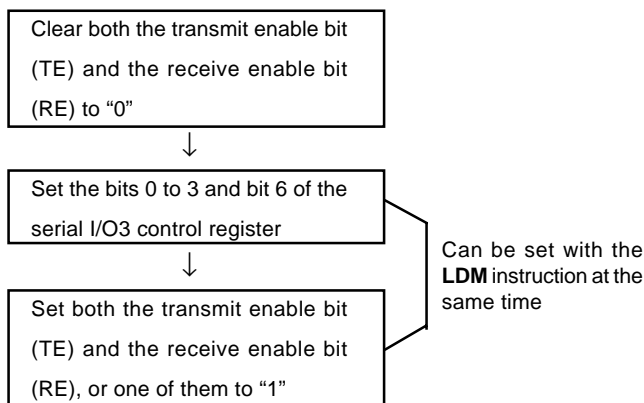 Clear both the transmit enable bit
(TE) and the receive enable bit
(RE) to “0”
↓
Set the bits 0 to 3 and bit 6 of the
serial I/O3 control register
↓
Set both the transmit enable bit
(TE) and the receive enable bit
(RE), or one of them to “1”
Can be set with the
LDM instruction at the
same time